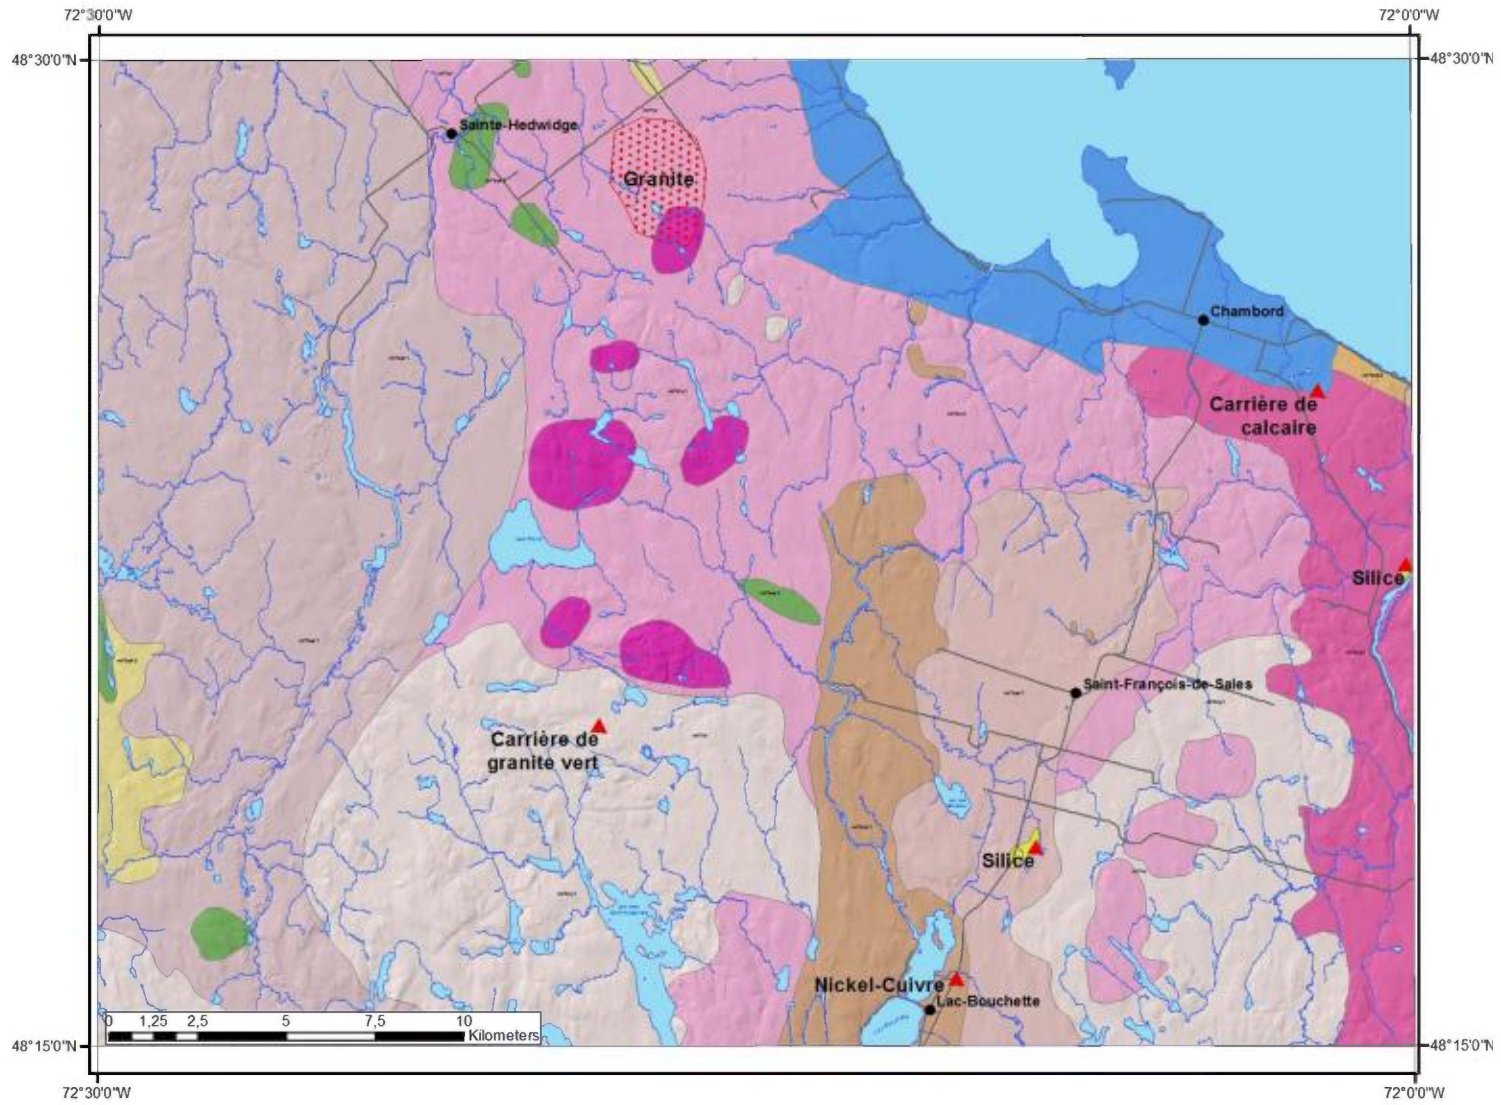 72°30'0"W
72°0'0"W
48°30'0"N
48°30'0"N
Sainte-Hedwidge
Granite
Chambord
Carrière de
calcaire
Silice
Saint-François-de-Sales
Carrière de
granite vert
Silice
Nickel-Cuivre
Lac-Bouchette
0 1,25 2,5 5 7,5 10
Kilometers
48°15'0"N
48°15'0"N
72°30'0"W
72°0'0"W